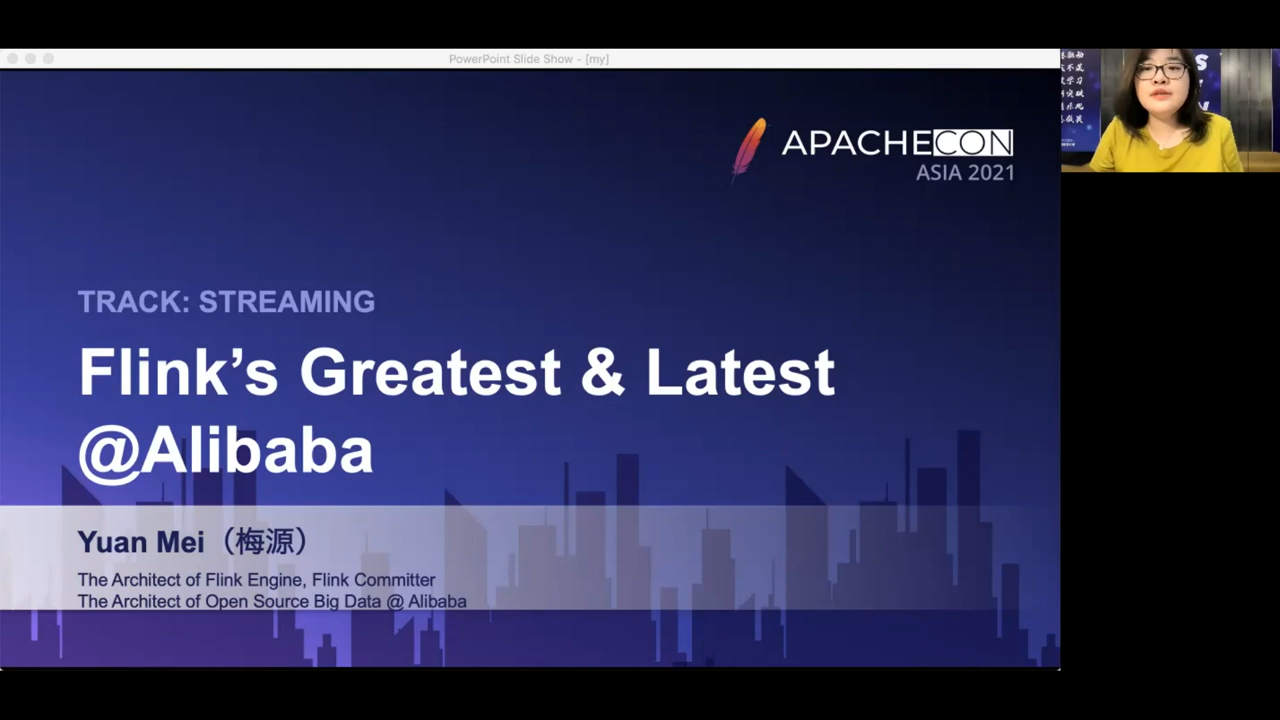 PowerPoint Slide Show - [my]
APACHECON
ASIA 2021
TRACK: STREAMING
Flink’s Greatest & Latest
@Alibaba
Yuan Mei（梅源）
The Architect of Flink Engine, Flink Committer
The Architect of Open Source Big Data @ Alibaba